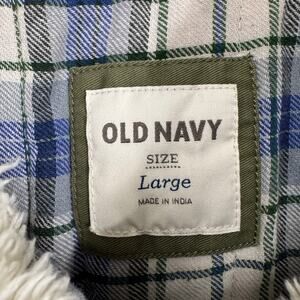 OLD NAVY
SIZE
Large
MADE IN INDIA